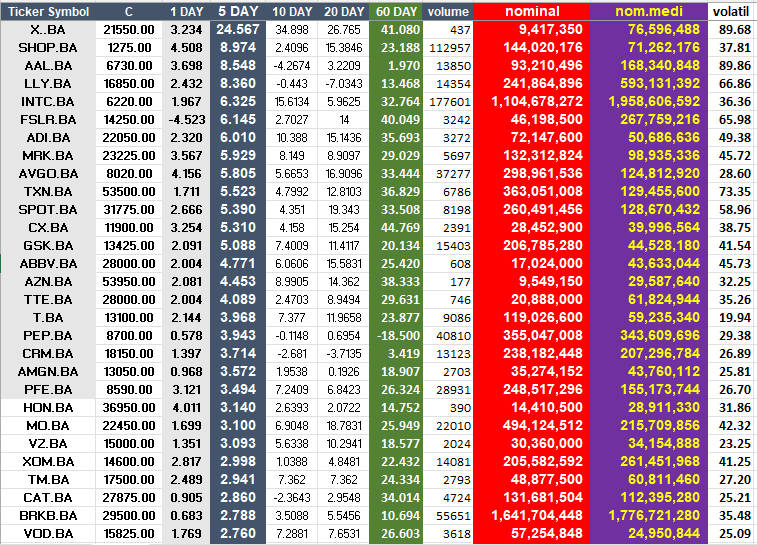 Ticker Symbol C 1 DAY 5 DAY 10 DAY 20 DAY 60 DAY volume nominal nom.medi volatil
X..BA 21550.00 3.234 24.567 34.898 26.765 41.080 437 9,417,350 76,596,488 89.68
SHOP.BA 1275.00 4.508 8.974 2.4096 15.3846 23.188 112957 144,020,176 71,262,176 37.81
AAL.BA 6730.00 3.698 8.548 -4.2674 3.2209 1.970 13850 93,210,496 168,340,848 89.86
LLY.BA 16850.00 2.432 8.360 -0.443 -7.0343 13.468 14354 241,864,896 593,131,392 66.86
INTC.BA 6220.00 1.967 6.325 15.6134 5.9625 32.764 177601 1,104,678,272 1,958,606,592 36.36
FSLR.BA 14250.00 -4.523 6.145 2.7027 14 40.049 3242 46,198,500 267,759,216 65.98
ADI.BA 22050.00 2.320 6.010 10.388 15.1436 35.693 3272 72,147,600 50,686,636 49.38
MRK.BA 23225.00 3.567 5.929 8.149 8.9097 29.029 5697 132,312,824 98,935,336 45.72
AVGO.BA 8020.00 4.156 5.805 5.6653 16.9096 33.444 37277 298,961,536 124,812,920 28.60
TXN.BA 53500.00 1.711 5.523 4.7992 12.8103 36.829 6786 363,051,008 129,455,600 73.35
SPOT.BA 31775.00 2.666 5.390 4.351 19.343 33.508 8198 260,491,456 128,670,432 58.96
CX.BA 11900.00 3.254 5.310 4.158 15.254 44.769 2391 28,452,900 39,996,564 38.75
GSK.BA 13425.00 2.091 5.088 7.4009 11.4117 20.134 15403 206,785,280 44,528,180 41.54
ABBV.BA 28000.00 2.004 4.771 6.0606 15.5831 25.420 608 17,024,000 43,633,044 45.73
AZN.BA 53950.00 2.081 4.453 8.9905 14.362 38.333 177 9,549,150 29,587,640 32.25
TTE.BA 28000.00 2.004 4.089 2.4703 8.9494 29.631 746 20,888,000 61,824,944 35.26
T.BA 13100.00 2.144 3.968 7.377 11.9658 23.877 9086 119,026,600 59,235,340 19.94
PEP.BA 8700.00 0.578 3.943 -0.1148 0.6954 -18.500 40810 355,047,008 343,609,696 29.38
CRM.BA 18150.00 1.397 3.714 -2.681 -3.7135 3.419 13123 238,182,448 207,296,784 26.89
AMGN.BA 13050.00 0.968 3.572 1.9538 0.1926 18.907 2703 35,274,152 43,760,112 25.81
PFE.BA 8590.00 3.121 3.494 7.2409 6.8423 26.324 28931 248,517,296 155,173,744 26.70
HON.BA 36950.00 4.011 3.140 2.6393 2.0722 14.752 390 14,410,500 28,911,330 31.86
MO.BA 22450.00 1.699 3.100 6.9048 18.7831 25.949 22010 494,124,512 215,709,856 42.32
VZ.BA 15000.00 1.351 3.093 5.6338 10.2941 18.577 2024 30,360,000 34,154,888 23.25
XOM.BA 14600.00 2.817 2.998 1.0388 4.8481 22.432 14081 205,582,592 261,451,968 41.25
TM.BA 17500.00 2.489 2.941 7.362 7.362 24.334 2793 48,877,500 60,811,460 27.20
CAT.BA 27875.00 0.905 2.860 -2.3643 2.9548 34.014 4724 131,681,504 112,395,280 25.21
BRKB.BA 29500.00 0.683 2.788 3.5088 5.5456 10.694 55651 1,641,704,448 1,776,721,280 35.48
VOD.BA 15825.00 1.769 2.760 7.2881 7.6531 26.603 3618 57,254,848 24,950,844 25.09